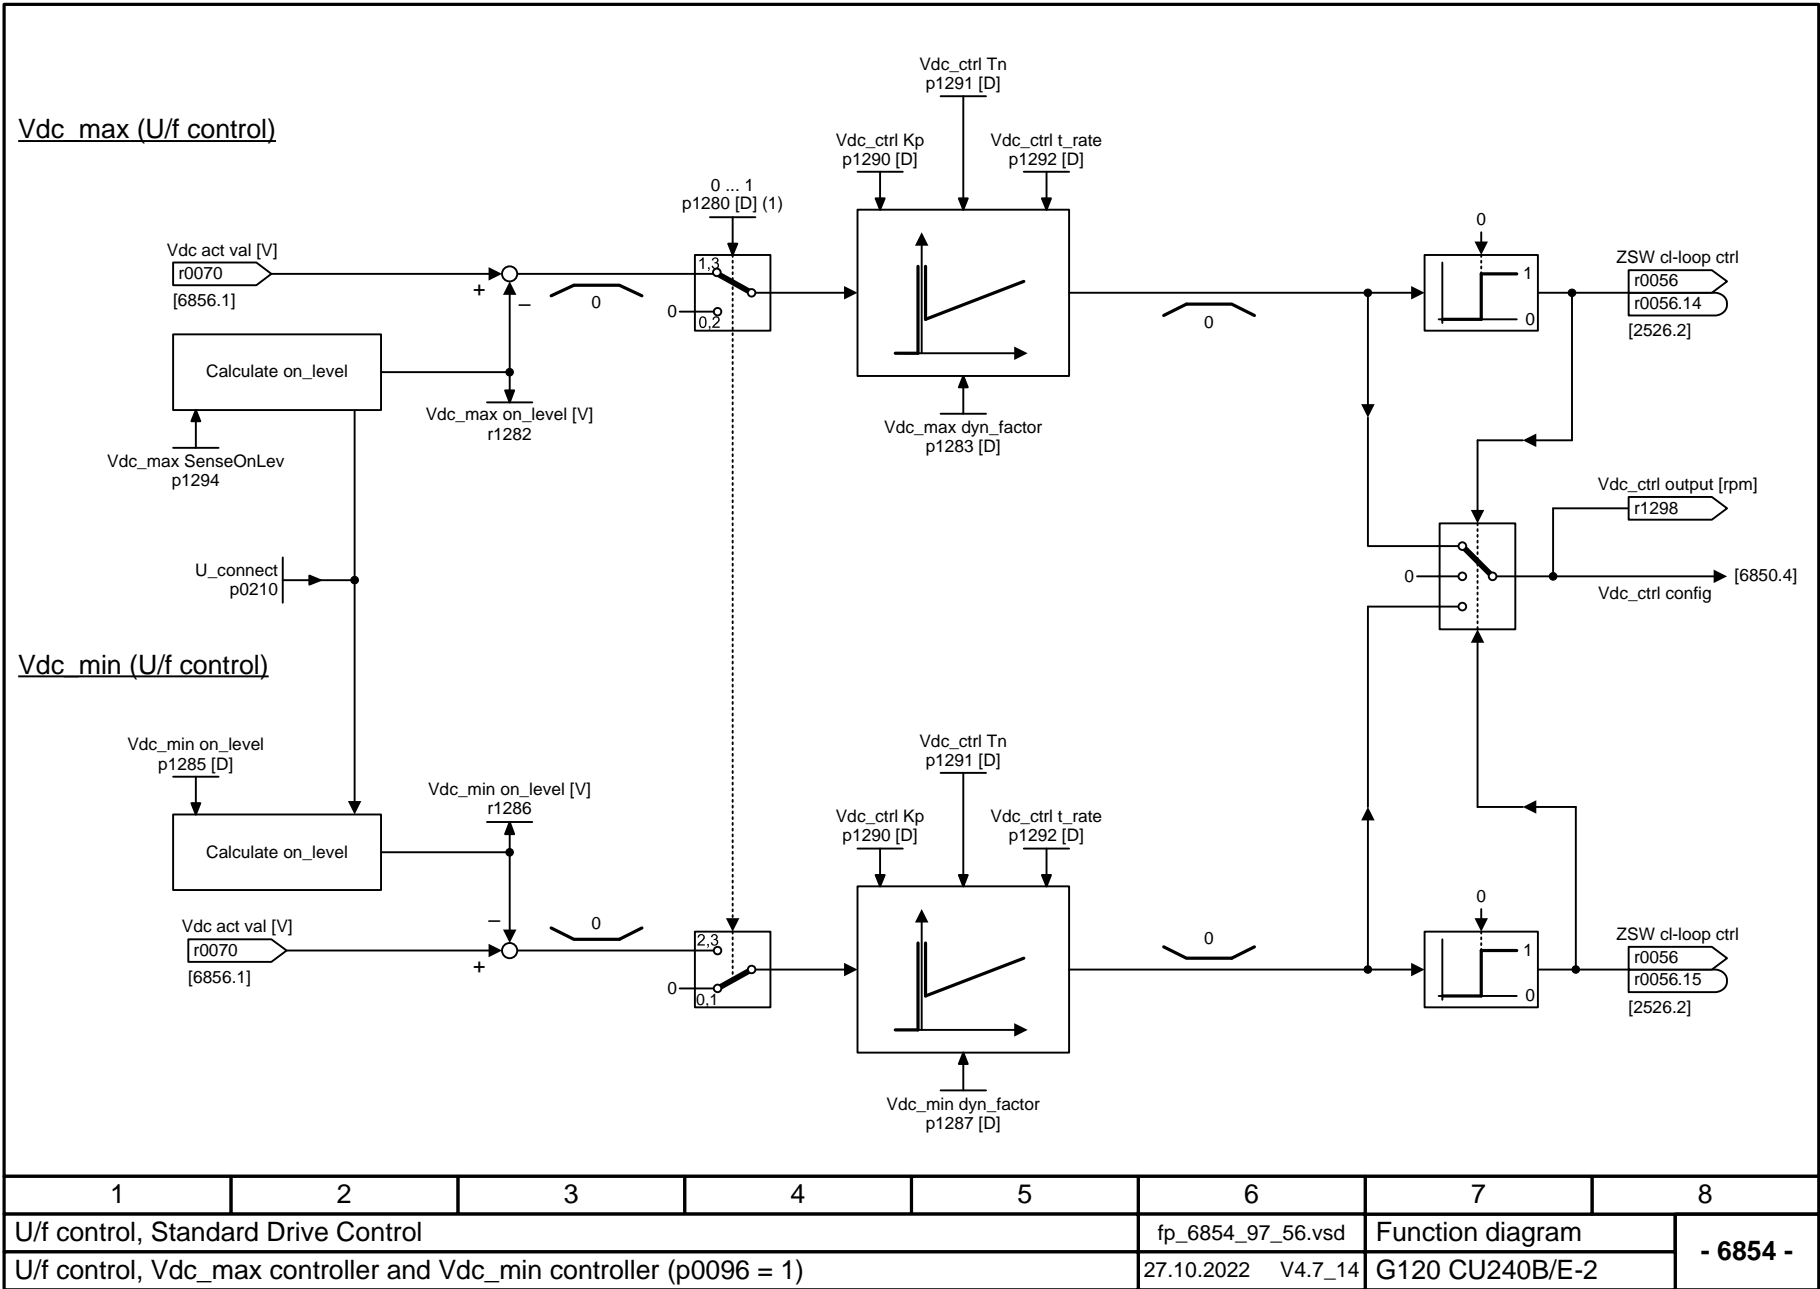 Vdc_max (U/f control)
Vdc_ctrl Tn
p1291 [D]
Vdc_ctrl Kp
p1290 [D]
Vdc_ctrl t_rate
p1292 [D]
0 ... 1
p1280 [D] (1)
Vdc act val [V]
r0070
[6856.1]
+
–
0
1,3
0
0,2
0
0
1
0
ZSW cl-loop ctrl
r0056
r0056.14
[2526.2]
Calculate on_level
Vdc_max on_level [V]
r1282
Vdc_max SenseOnLev
p1294
Vdc_max dyn_factor
p1283 [D]
Vdc_ctrl output [rpm]
r1298
U_connect
p0210
0
[6850.4]
Vdc_ctrl config
Vdc_min (U/f control)
Vdc_min on_level
p1285 [D]
Vdc_min on_level [V]
r1286
Calculate on_level
Vdc_ctrl Tn
p1291 [D]
Vdc_ctrl Kp
p1290 [D]
Vdc_ctrl t_rate
p1292 [D]
Vdc act val [V]
r0070
[6856.1]
–
+
0
2,3
0
0,1
0
0
1
0
ZSW cl-loop ctrl
r0056
r0056.15
[2526.2]
Vdc_min dyn_factor
p1287 [D]
1 2 3 4 5 6 7 8
U/f control, Standard Drive Control
fp_6854_97_56.vsd
Function diagram
- 6854 -
U/f control, Vdc_max controller and Vdc_min controller (p0096 = 1)
27.10.2022 V4.7_14
G120 CU240B/E-2